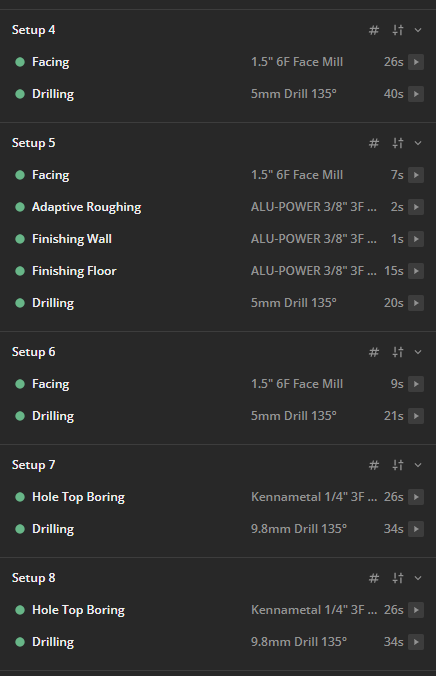 Setup 4 #
Facing 1.5" 6F Face Mill 26s
Drilling 5mm Drill 135° 40s
Setup 5 #
Facing 1.5" 6F Face Mill 7s
Adaptive Roughing ALU-POWER 3/8" 3F ... 2s
Finishing Wall ALU-POWER 3/8" 3F ... 1s
Finishing Floor ALU-POWER 3/8" 3F ... 15s
Drilling 5mm Drill 135° 20s
Setup 6 #
Facing 1.5" 6F Face Mill 9s
Drilling 5mm Drill 135° 21s
Setup 7 #
Hole Top Boring Kennametal 1/4" 3F ... 26s
Drilling 9.8mm Drill 135° 34s
Setup 8 #
Hole Top Boring Kennametal 1/4" 3F ... 26s
Drilling 9.8mm Drill 135° 34s